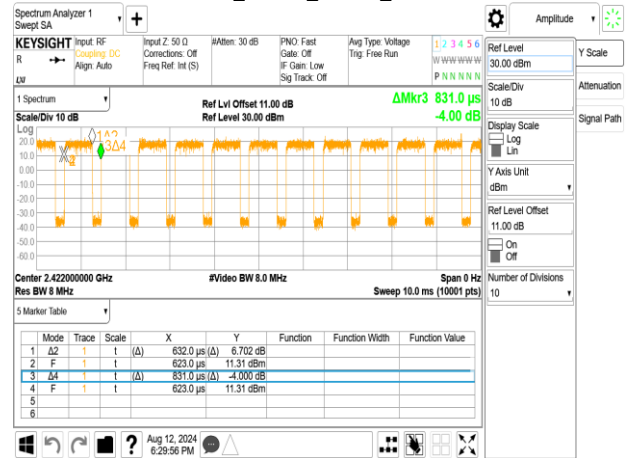 Spectrum Analyzer 1
Swept SA
Amplitude
KEYSIGHT
R
Input: RF
Coupling: DC
Align: Auto
Input Z: 50 Ω
Corrections: Off
Freq Ref: Int (S)
#Atten: 30 dB
PNO: Fast
Gate: Off
IF Gain: Low
Sig Track: Off
Avg Type: Voltage
Trig: Free Run
1 2 3 4 5 6
W W W W W W
P N N N N N
1 Spectrum
Ref Lvl Offset 11.00 dB
ΔMkr3 831.0 µs
Scale/Div 10 dB
Ref Level 30.00 dBm
-4.00 dB
Log
20.0
10.0
0.00
-10.0
-20.0
-30.0
-40.0
-50.0
-60.0
1Δ2
3Δ4
Center 2.422000000 GHz
#Video BW 8.0 MHz
Span 0 Hz
Res BW 8 MHz
Sweep 10.0 ms (10001 pts)
5 Marker Table
Mode Trace Scale X Y Function Function Width Function Value
1 Δ2 1 t (Δ) 632.0 µs (Δ) 6.702 dB
2 F 1 t 623.0 µs 11.31 dBm
3 Δ4 1 t (Δ) 831.0 µs (Δ) -4.000 dB
4 F 1 t 623.0 µs 11.31 dBm
5
6
Aug 12, 2024
6:29:56 PM
Ref Level
30.00 dBm
Scale/Div
10 dB
Display Scale
Log
Lin
Y Axis Unit
dBm
Ref Level Offset
11.00 dB
On
Off
Number of Divisions
10
Y Scale
Attenuation
Signal Path